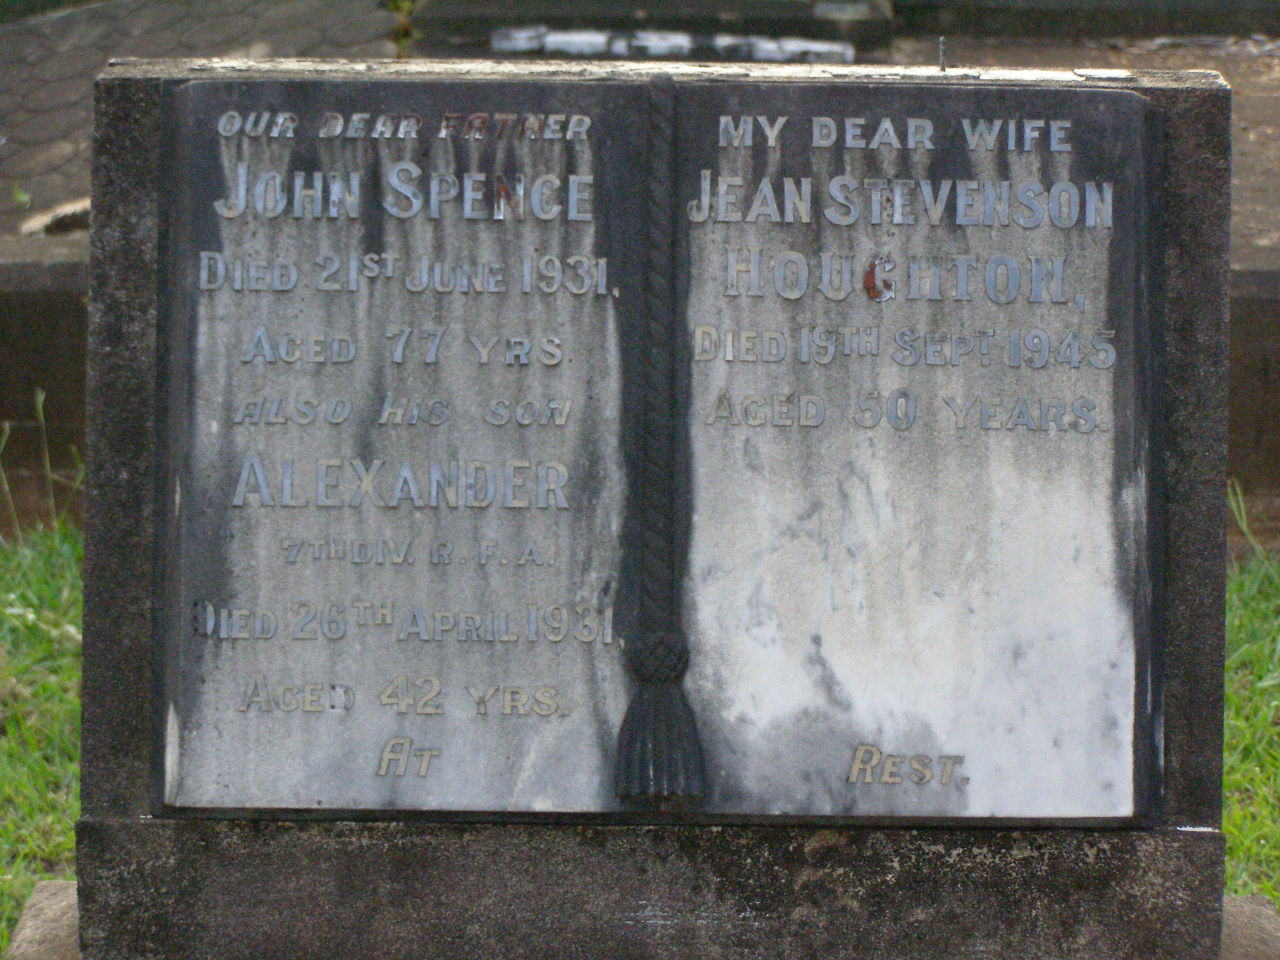 OUR DEAR FATHER
JOHN SPENCE
DIED 21ST JUNE 1931.
AGED 77 YRS.
ALSO HIS SON
ALEXANDER
7TH DIV. R.F.A.
DIED 26TH APRIL 1931
AGED 42 YRS.
AT
MY DEAR WIFE
JEAN STEVENSON
HOUGHTON,
DIED 19TH SEPT 1945
AGED 50 YEARS.
REST.